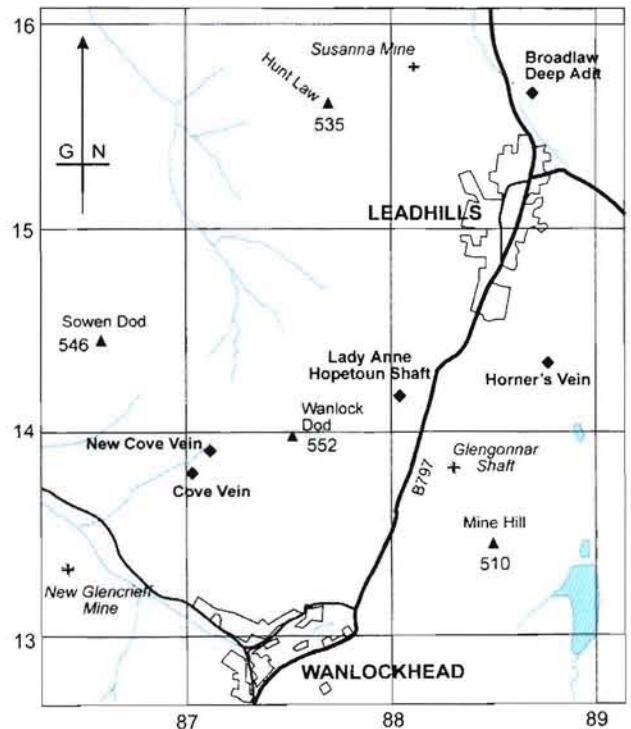 16
Susanna Mine
Broadlaw
Deep Adit
Hunt Law
535
G N
15
LEADHILLS
Sowen Dod
546
Lady Anne
Hopetoun Shaft
Horner's Vein
Wanlock
Dod
552
14
New Cove Vein
Cove Vein
Glengonnar
Shaft
B797
Mine Hill
510
New Glencrieff
Mine
13
WANLOCKHEAD
87
88
89